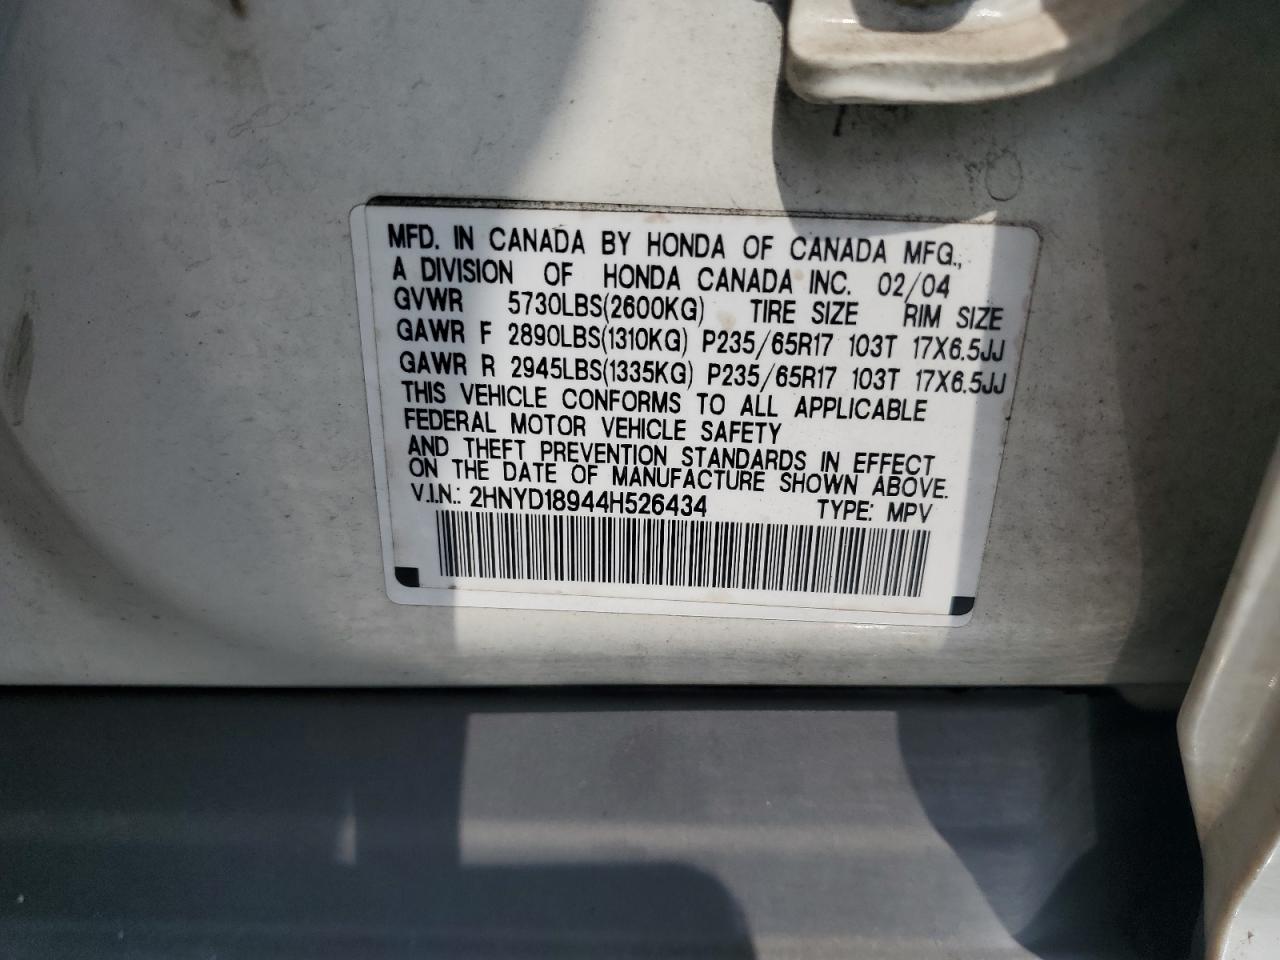 MFD. IN CANADA BY HONDA OF CANADA MFG.,
A DIVISION OF HONDA CANADA INC. 02/04
GVWR 5730LBS(2600KG) TIRE SIZE RIM SIZE
GAWR F 2890LBS(1310KG) P235/65R17 103T 17X6.5JJ
GAWR R 2945LBS(1335KG) P235/65R17 103T 17X6.5JJ
THIS VEHICLE CONFORMS TO ALL APPLICABLE
FEDERAL MOTOR VEHICLE SAFETY
AND THEFT PREVENTION STANDARDS IN EFFECT
ON THE DATE OF MANUFACTURE SHOWN ABOVE.
V.I.N.: 2HNYD18944H526434 TYPE: MPV